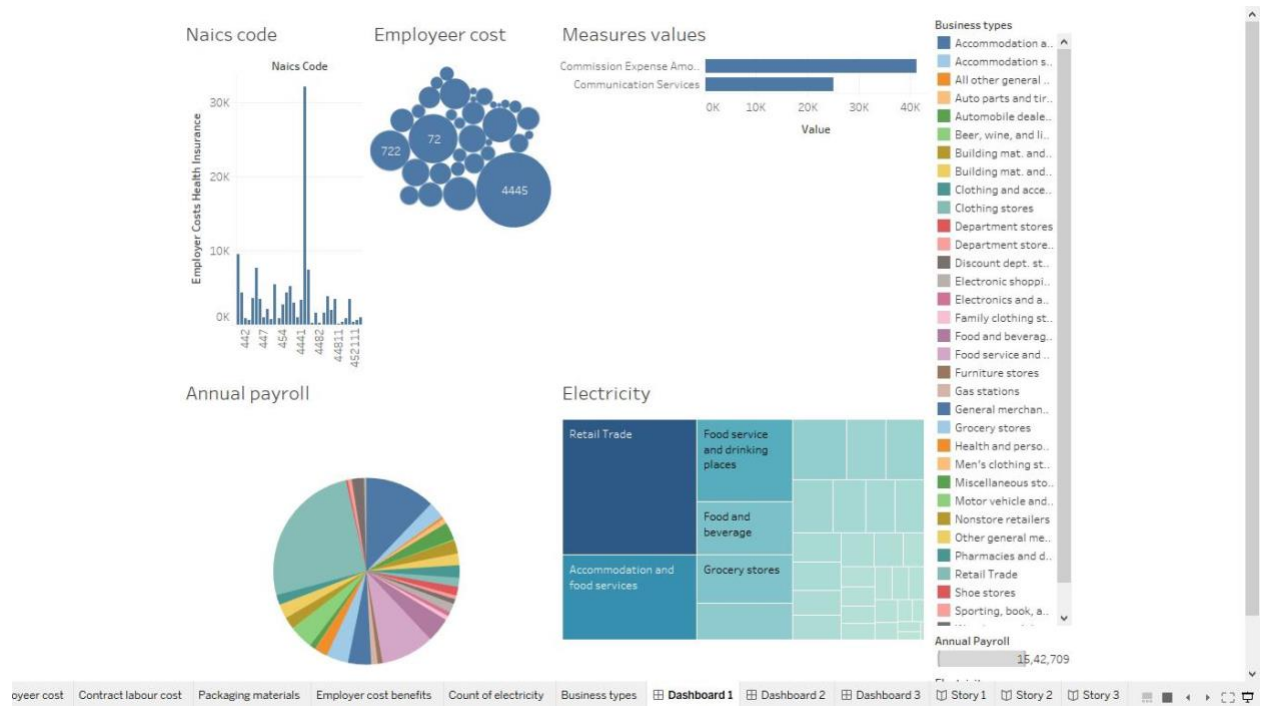 Naics code
Employeer cost
Measures values
Naics Code
Employer Costs Health Insurance
30K
20K
10K
0K
442
447
454
4441
4482
44811
452111
722
72
4445
Commission Expense Amo..
Communication Services
0K 10K 20K 30K 40K
Value
Annual payroll
Electricity
Retail Trade
Accommodation and
food services
Food service
and drinking
places
Food and
beverage
Grocery stores
Business types
Accommodation a..
Accommodation s..
All other general ..
Auto parts and tir..
Automobile deale..
Beer, wine, and li..
Building mat. and..
Building mat. and..
Clothing and acce..
Clothing stores
Department stores
Department store..
Discount dept. st..
Electronic shoppi..
Electronics and a..
Family clothing st..
Food and beverag..
Food service and ..
Furniture stores
Gas stations
General merchan..
Grocery stores
Health and perso..
Men's clothing st..
Miscellaneous sto..
Motor vehicle and..
Nonstore retailers
Other general me..
Pharmacies and d..
Retail Trade
Shoe stores
Sporting, book, a..
Annual Payroll
15,42,709
oyeer cost Contract labour cost Packaging materials Employer cost benefits Count of electricity Business types Dashboard 1 Dashboard 2 Dashboard 3 Story 1 Story 2 Story 3